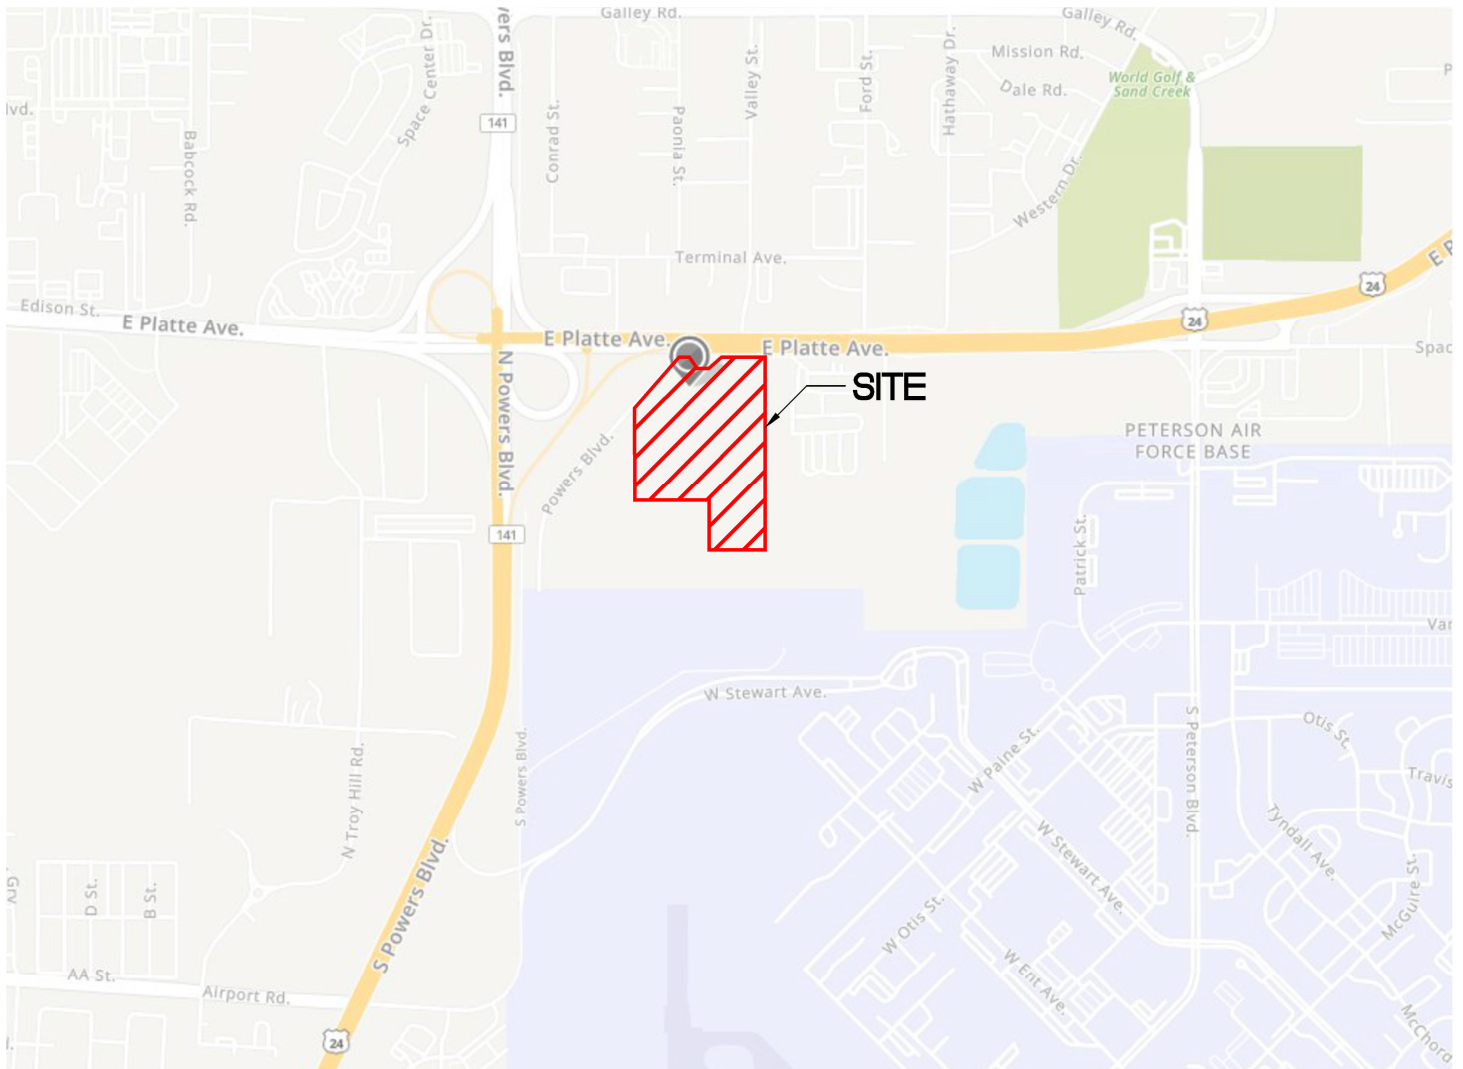 Galley Rd.
Galley Rd.
wers Blvd.
Space Center Dr.
Mission Rd.
World Golf &
Sand Creek
Dale Rd.
lvd.
141
Conrad St.
Paonia St.
Valley St.
Ford St.
Hathaway Dr.
Western Dr.
Babcock Rd.
Terminal Ave.
E P
24
Edison St.
E Platte Ave.
E Platte Ave.
E Platte Ave.
24
Spac
N Powers Blvd.
SITE
PETERSON AIR
FORCE BASE
Powers Blvd.
141
Patrick St.
Van
W Stewart Ave.
S Powers Blvd.
N Troy Hill Rd.
W Paine St.
S Peterson Blvd.
Otis St.
Travis
Tyndall Ave.
W Stewart Ave.
McGuire St.
S Powers Blvd.
Grv
D St.
B St.
W Otis St.
W Ent Ave.
AA St.
Airport Rd.
24
McChord